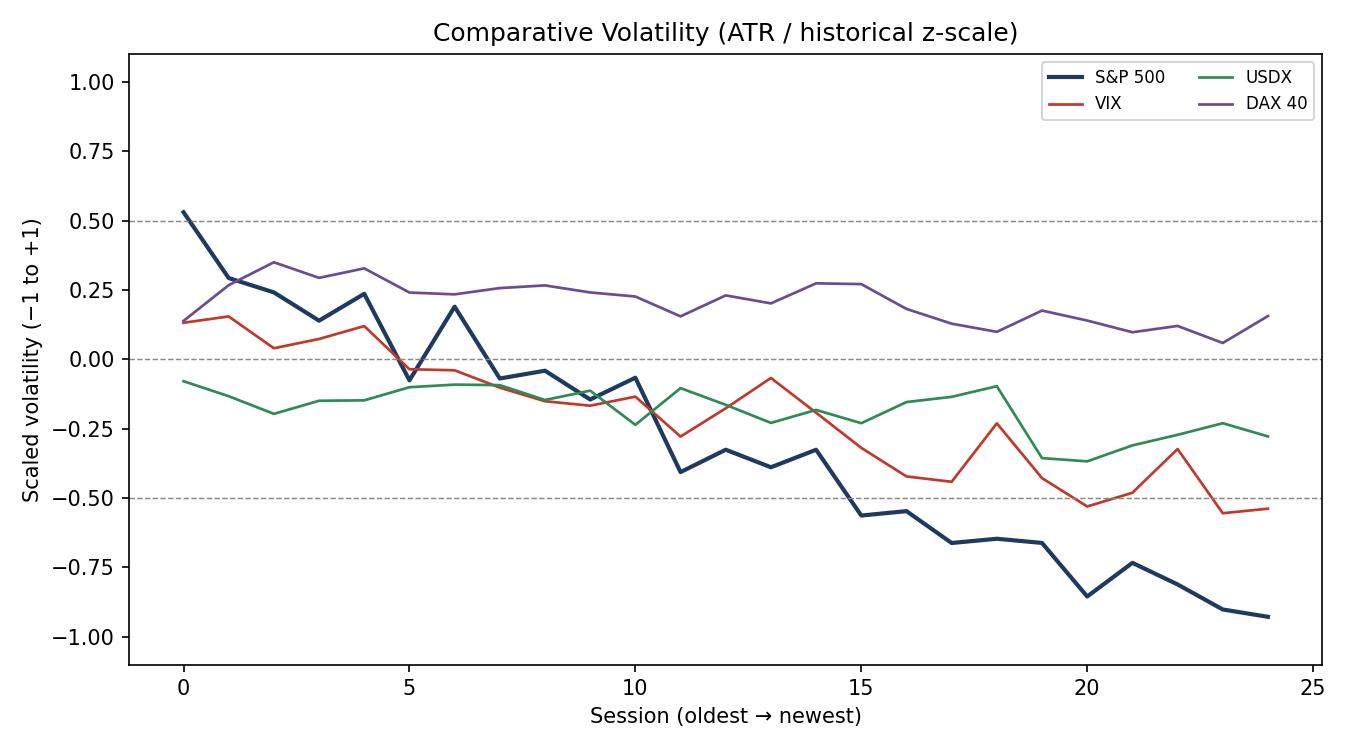 Comparative Volatility (ATR / historical z-scale)
S&P 500
VIX
USDX
DAX 40
Scaled volatility (−1 to +1)
1.00
0.75
0.50
0.25
0.00
−0.25
−0.50
−0.75
−1.00
0
5
10
15
20
25
Session (oldest → newest)